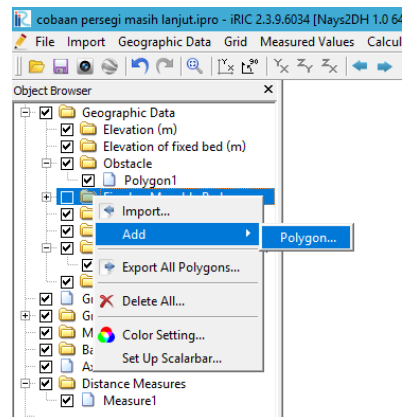 cobaan persegi masih lanjut.ipro - iRIC 2.3.9.6034 [Nays2DH 1.0 64
File Import Geographic Data Grid Measured Values Calcul
Object Browser
Geographic Data
Elevation (m)
Elevation of fixed bed (m)
Obstacle
Polygon1
Import...
Add
Polygon...
Export All Polygons...
Delete All...
Color Setting...
Set Up Scalarbar...
Distance Measures
Measure1